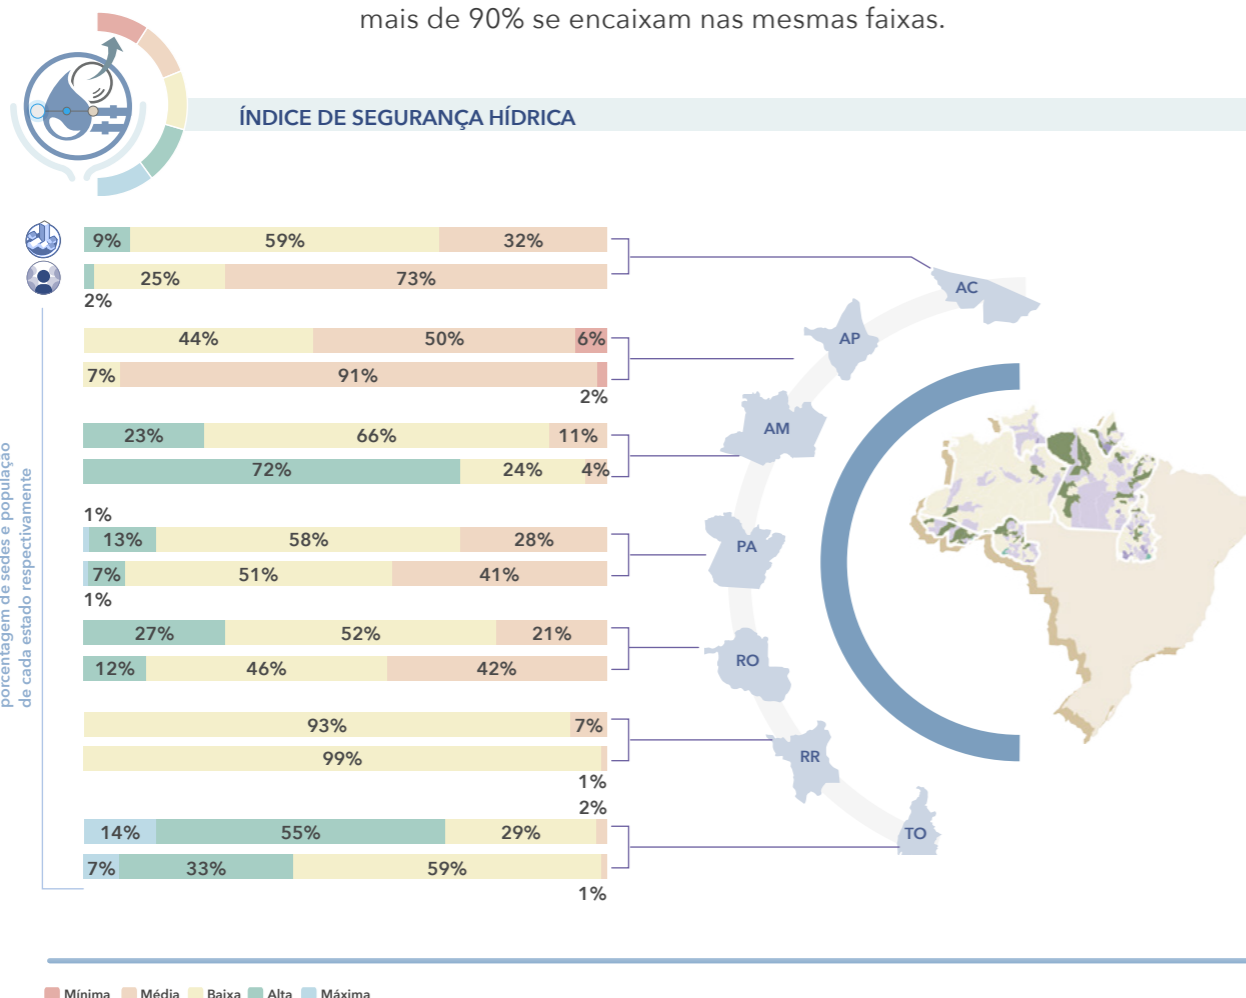 mais de 90% se encaixam nas mesmas faixas.
ÍNDICE DE SEGURANÇA HÍDRICA
9% 59% 32%
25% 73%
2%
44% 50% 6%
7% 91%
2%
23% 66% 11%
72% 24% 4%
1%
13% 58% 28%
7% 51% 41%
1%
27% 52% 21%
12% 46% 42%
93% 7%
99%
1%
2%
14% 55% 29%
7% 33% 59%
1%
porcentagem de sedes e população
de cada estado respectivamente
AC
AP
AM
PA
RO
RR
TO
Mínima Média Baixa Alta Máxima